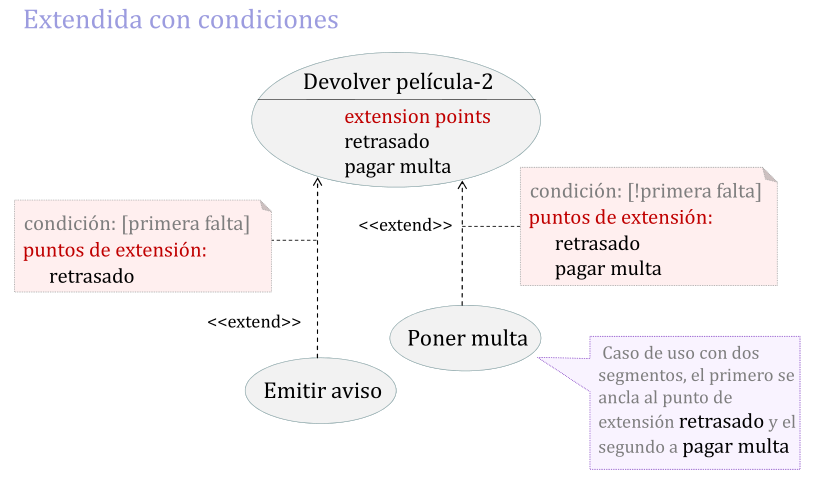 Extendida con condiciones
Devolver película-2
extension points
retrasado
pagar multa
condición: [primera falta]
puntos de extensión:
retrasado
<<extend>>
condición: [!primera falta]
puntos de extensión:
retrasado
pagar multa
<<extend>>
Poner multa
Emitir aviso
Caso de uso con dos
segmentos, el primero se
ancla al punto de
extensión retrasado y el
segundo a pagar multa